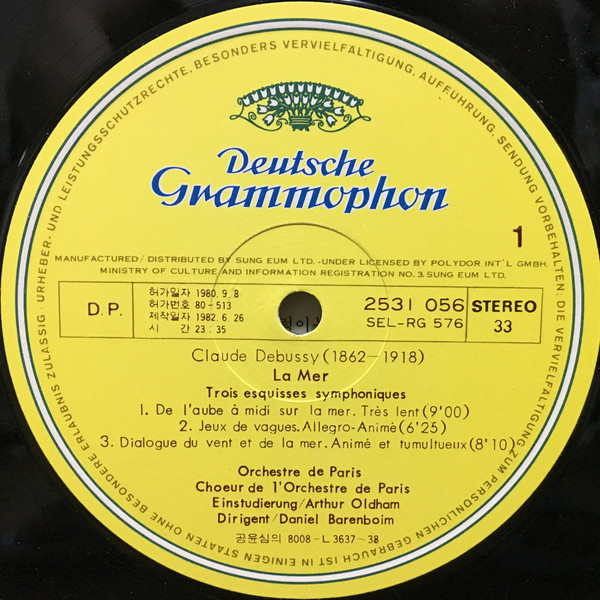 Deutsche
Grammophon
1
MANUFACTURED/DISTRIBUTED BY SUNG EUM LTD.-UNDER LICENSED BY POLYDOR INT'L GMBH.
MINISTRY OF CULTURE AND INFORMATION REGISTRATION NO.3.SUNG EUM LTD.
D.P.
허가일자 1980.9.8
허가번호 80-513
제작일자 1982.6.26
시 간 23:35
2531 056
SEL-RG 576
STEREO
33
Claude Debussy(1862-1918)
La Mer
Trois esquisses symphoniques
1. De l'aube à midi sur la mer. Très lent(9'00)
2. Jeux de vagues.Allegro-Animè(6'25)
3. Dialogue du vent et de la mer. Animé et tumultueux(8'10)
Orchestre de Paris
Choeur de l'Orchestre de Paris
Einstudierung/Arthur Oldham
Dirigent/Daniel Barenboim
공윤심의 8008-L3637-38
ALLE URHEBER- UND LEISTUNGSSCHUTZRECHTE, BESONDERS VERVIELFÄLTIGUNG, AUFFÜHRUNG, SENDUNG VORBEHALTEN: DIE VERVIELFÄLTIGUNG ZUM PERSÖNLICHEN GEBRAUCH IST IN EINIGEN STAATEN OHNE BESONDERE ERLAUBNIS ZULÄSSIG ·